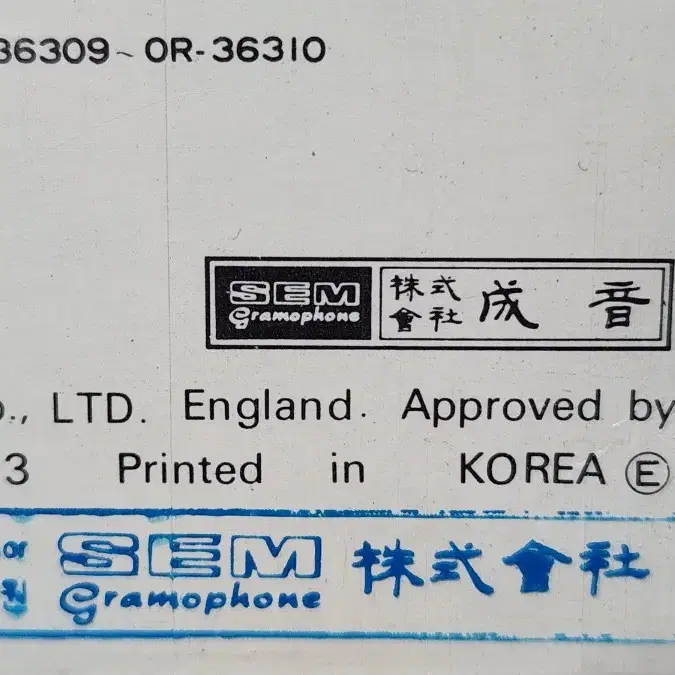 36309~OR-36310
SEM
Gramophone
株式
會社
成音
LTD. England. Approved by
3 Printed in KOREA Ⓔ
or
SEM
Gramophone
株式會社